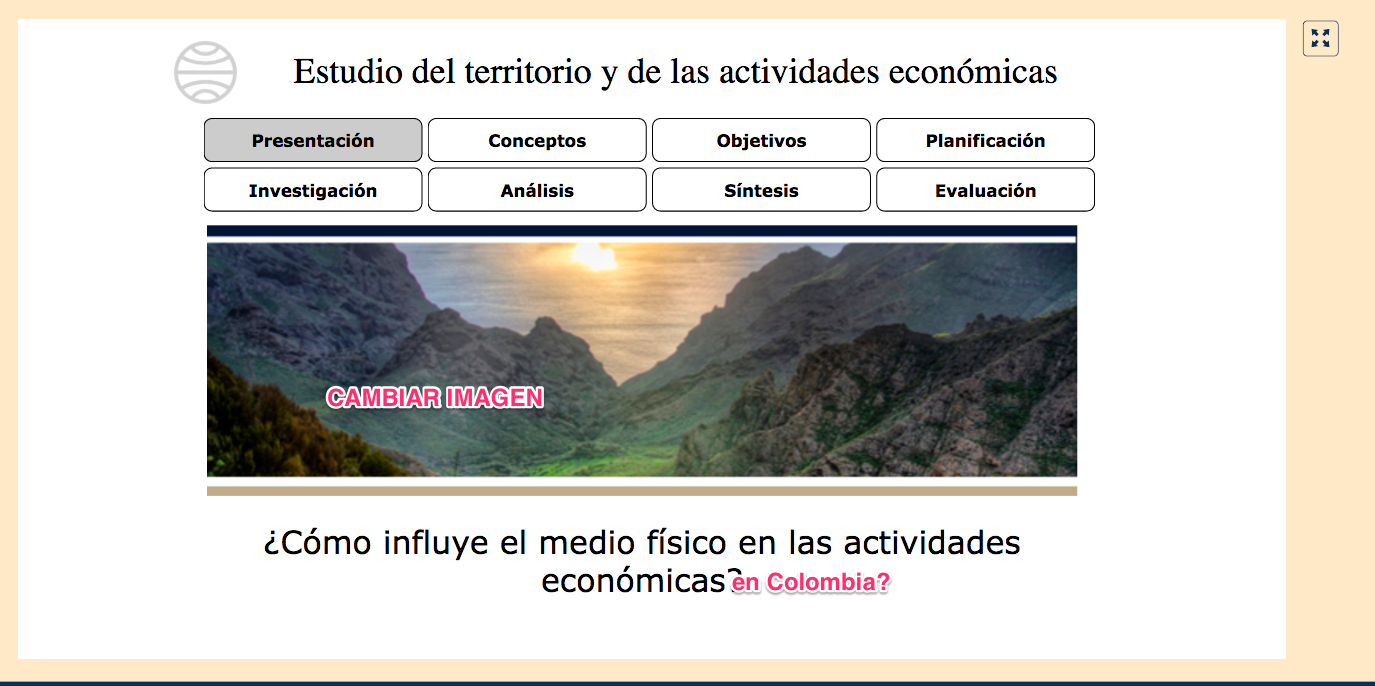 Estudio del territorio y de las actividades económicas
Presentación
Conceptos
Objetivos
Planificación
Investigación
Análisis
Síntesis
Evaluación
CAMBIAR IMAGEN
¿Cómo influye el medio físico en las actividades
económicas? en Colombia?